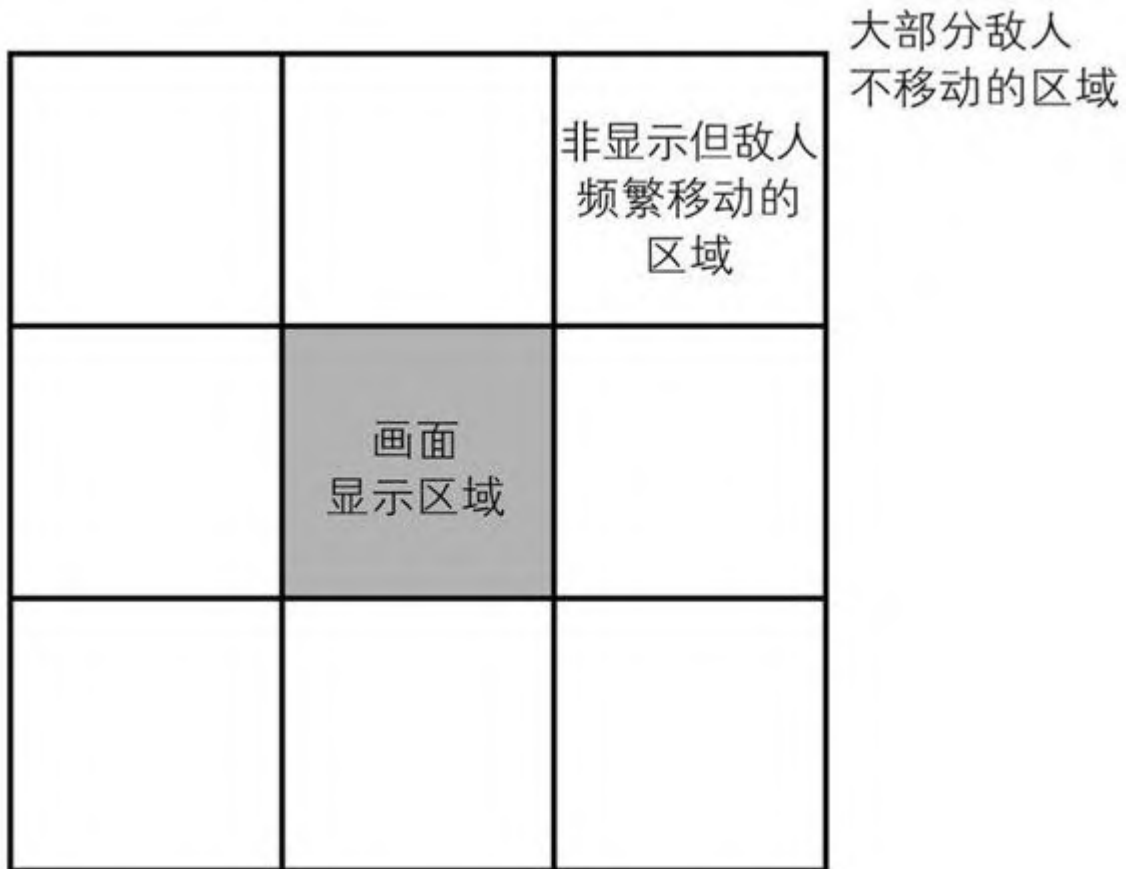 大部分敌人
不移动的区域
非显示但敌人
频繁移动的
区域
画面
显示区域